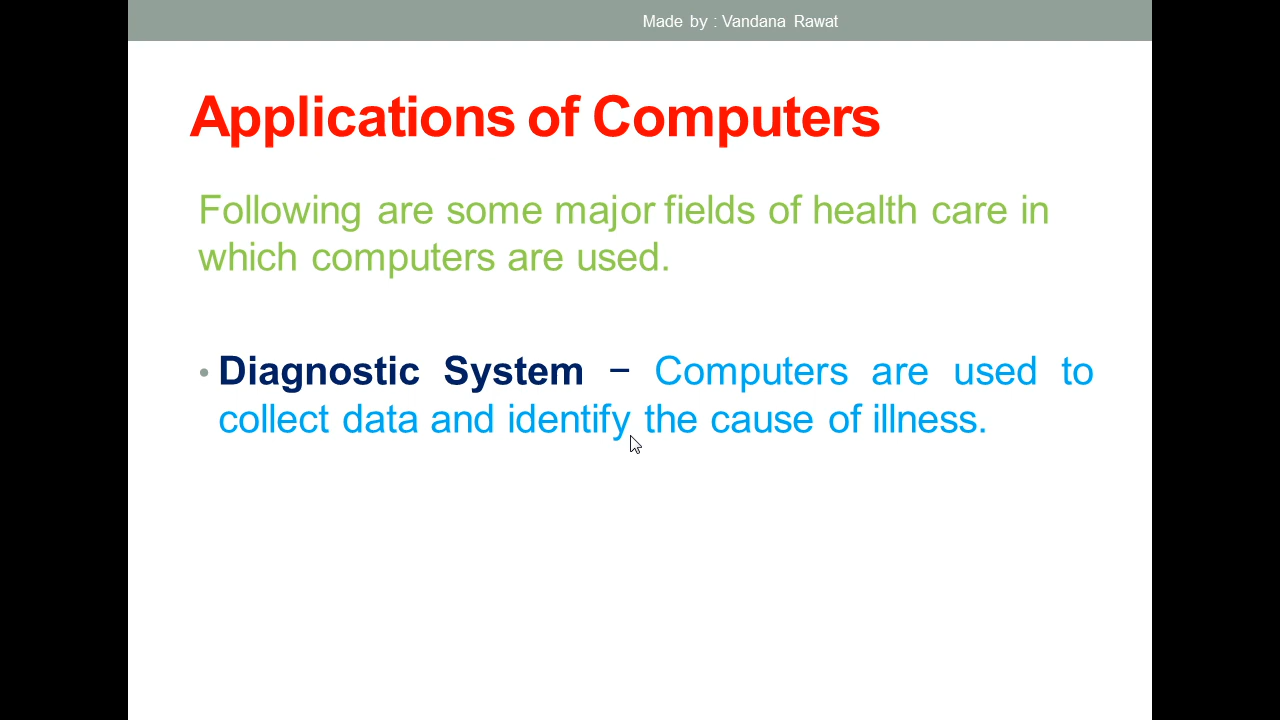 Made by : Vandana Rawat
Applications of Computers
Following are some major fields of health care in
which computers are used.
• Diagnostic System − Computers are used to
collect data and identify the cause of illness.